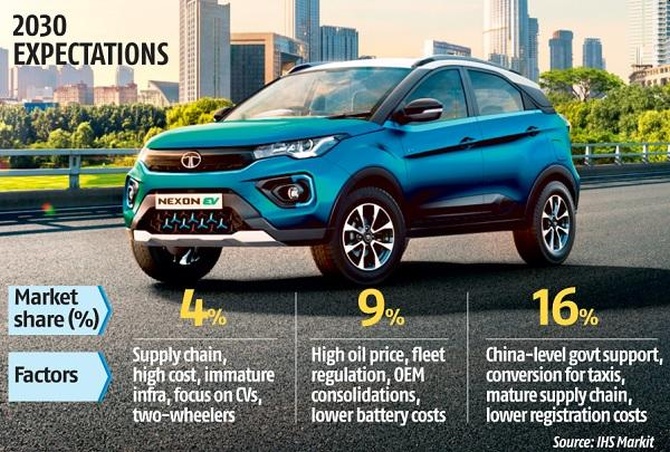 2030
EXPECTATIONS
NEXON EV
Market
share (%)
4%
9%
16%
Factors
Supply chain,
high cost, immature
infra, focus on CVs,
two-wheelers
High oil price, fleet
regulation, OEM
consolidations,
lower battery costs
China-level govt support,
conversion for taxis,
mature supply chain,
lower registration costs
Source: IHS Markit